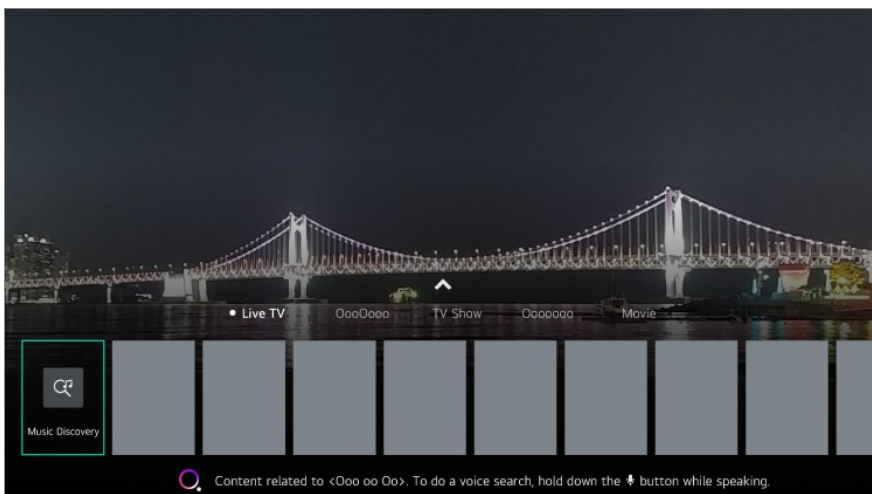 Live TV OooOooo TV Show Ooooooo Movie
Music Discovery
Content related to <Ooo oo Oo>. To do a voice search, hold down the button while speaking.